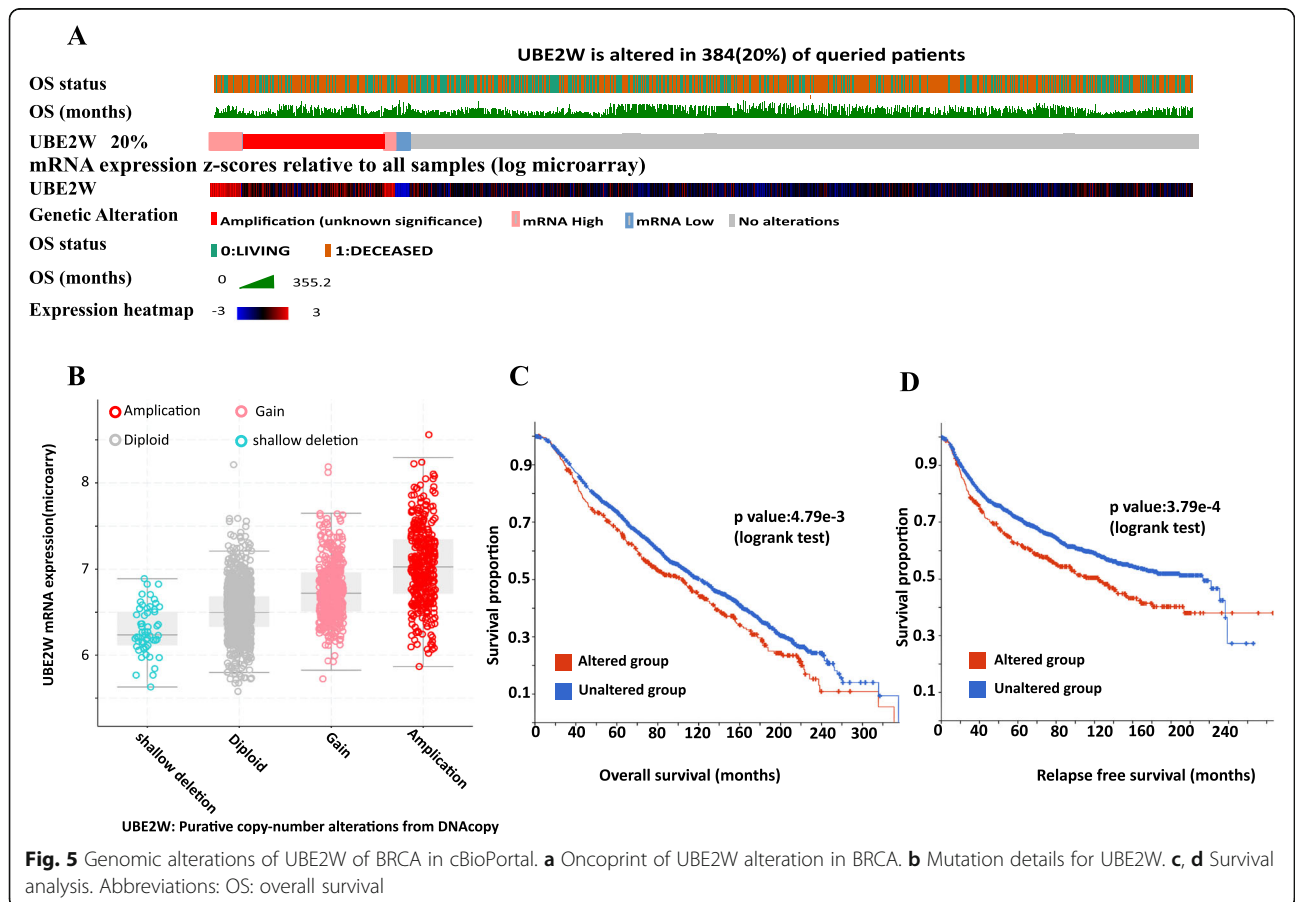 A
UBE2W is altered in 384(20%) of queried patients
OS status
OS (months)
UBE2W 20%
mRNA expression z-scores relative to all samples (log microarray)
UBE2W
Genetic Alteration
Amplification (unknown significance) mRNA High mRNA Low No alterations
OS status
0:LIVING 1:DECEASED
OS (months)
0 355.2
Expression heatmap -3 3
B
Amplication Gain
Diploid shallow deletion
UBE2W mRNA expression(microarry)
8
7
6
shallow deletion Diploid Gain Amplication
UBE2W: Purative copy-number alterations from DNAcopy
C
Survival proportion
0.9
0.7
0.5
0.3
0.1
p value:4.79e-3
(logrank test)
Altered group
Unaltered group
0 40 60 80 120 160 200 240 300
Overall survival (months)
D
Survival proportion
0.9
0.7
0.5
0.3
0.1
p value:3.79e-4
(logrank test)
Altered group
Unaltered group
0 40 60 80 120 160 200 240
Relapse free survival (months)
Fig. 5 Genomic alterations of UBE2W of BRCA in cBioPortal. a Oncoprint of UBE2W alteration in BRCA. b Mutation details for UBE2W. c, d Survival
analysis. Abbreviations: OS: overall survival